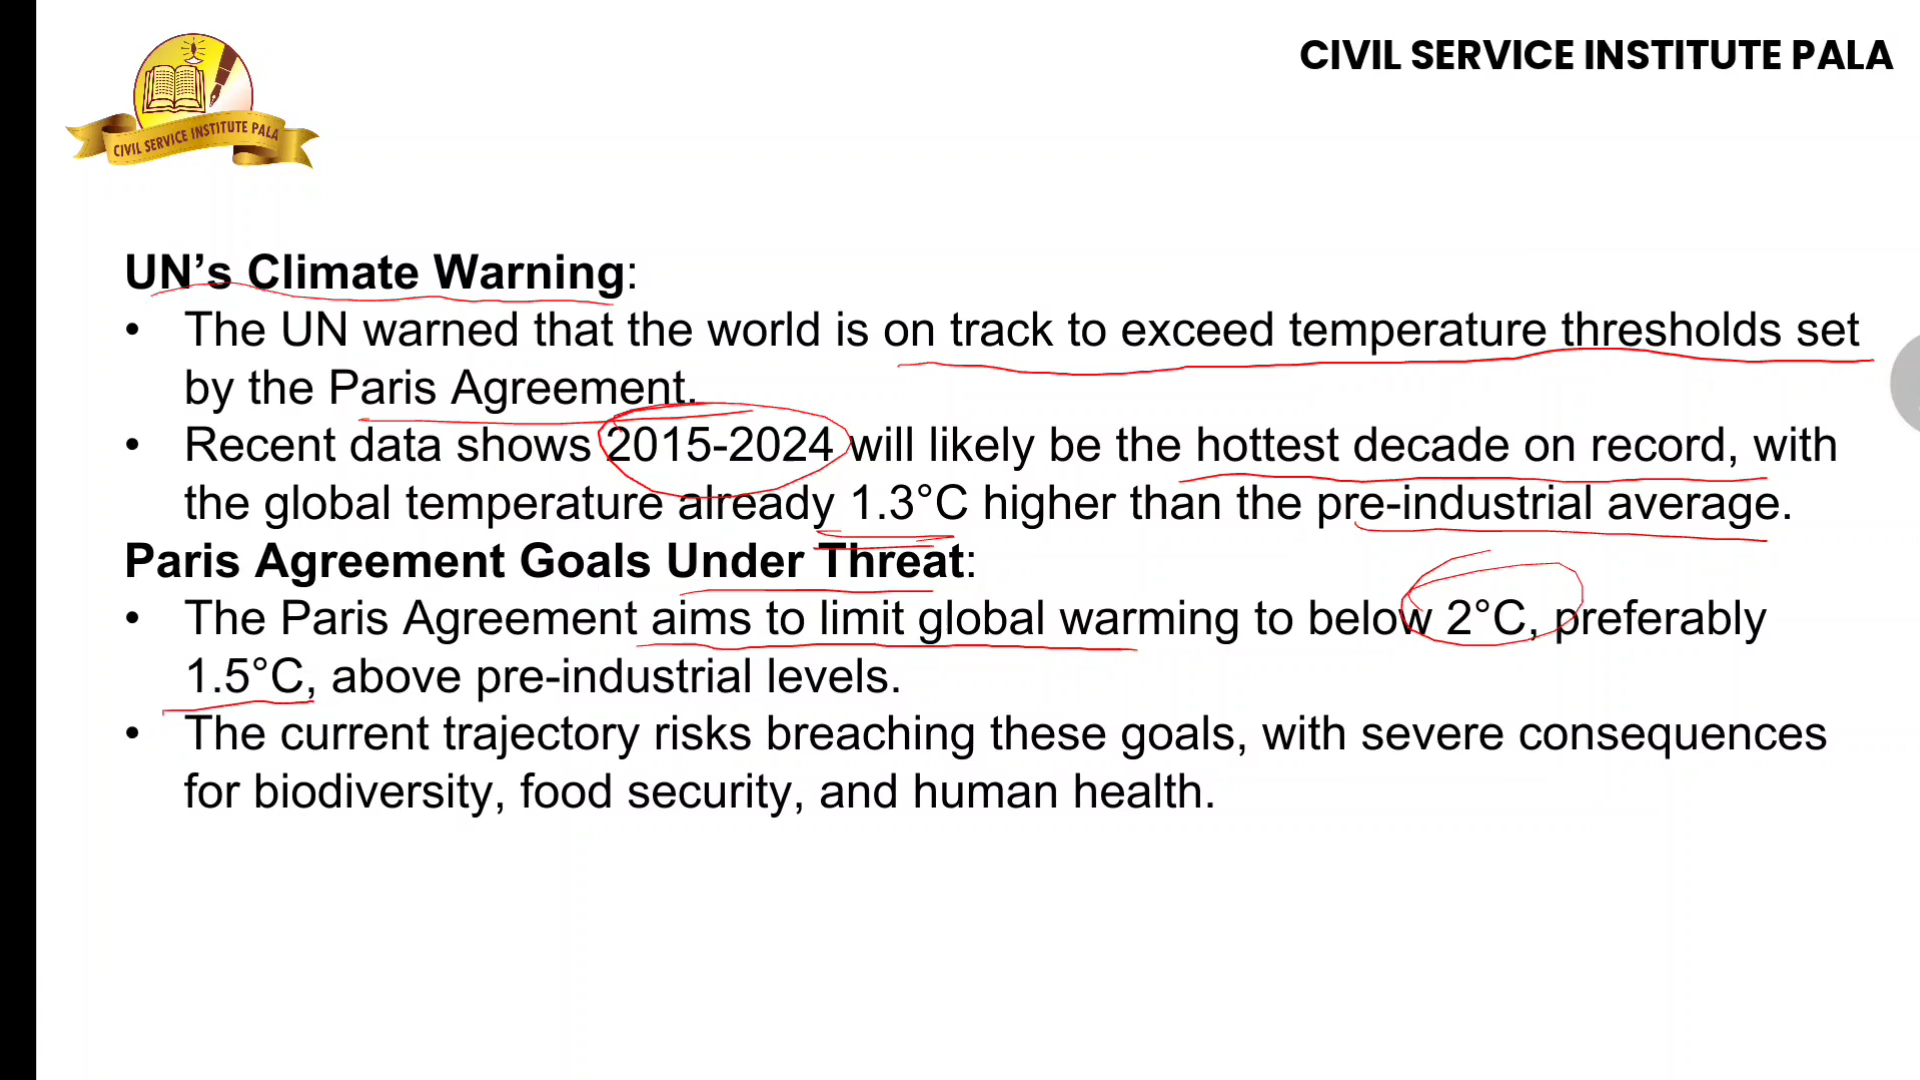 CIVIL SERVICE INSTITUTE PALA
CIVIL SERVICE INSTITUTE PALA
UN’s Climate Warning:
• The UN warned that the world is on track to exceed temperature thresholds set
by the Paris Agreement.
• Recent data shows 2015-2024 will likely be the hottest decade on record, with
the global temperature already 1.3°C higher than the pre-industrial average.
Paris Agreement Goals Under Threat:
• The Paris Agreement aims to limit global warming to below 2°C, preferably
1.5°C, above pre-industrial levels.
• The current trajectory risks breaching these goals, with severe consequences
for biodiversity, food security, and human health.